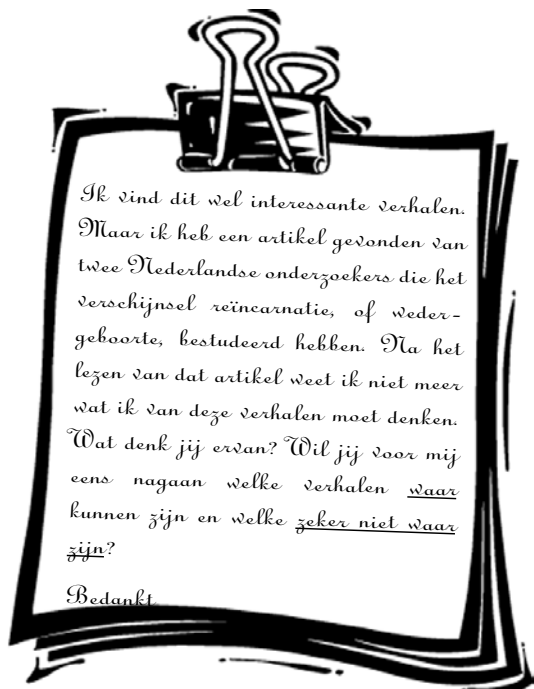 Ik vind dit wel interessante verhalen.
Maar ik heb een artikel gevonden van
twee Nederlandse onderzoekers die het
verschijnsel reïncarnatie, of weder-
geboorte, bestudeerd hebben. Na het
lezen van dat artikel weet ik niet meer
wat ik van deze verhalen moet denken.
Wat denk jij ervan? Wil jij voor mij
eens nagaan welke verhalen waar
kunnen zijn en welke zeker niet waar
zijn?
Bedankt